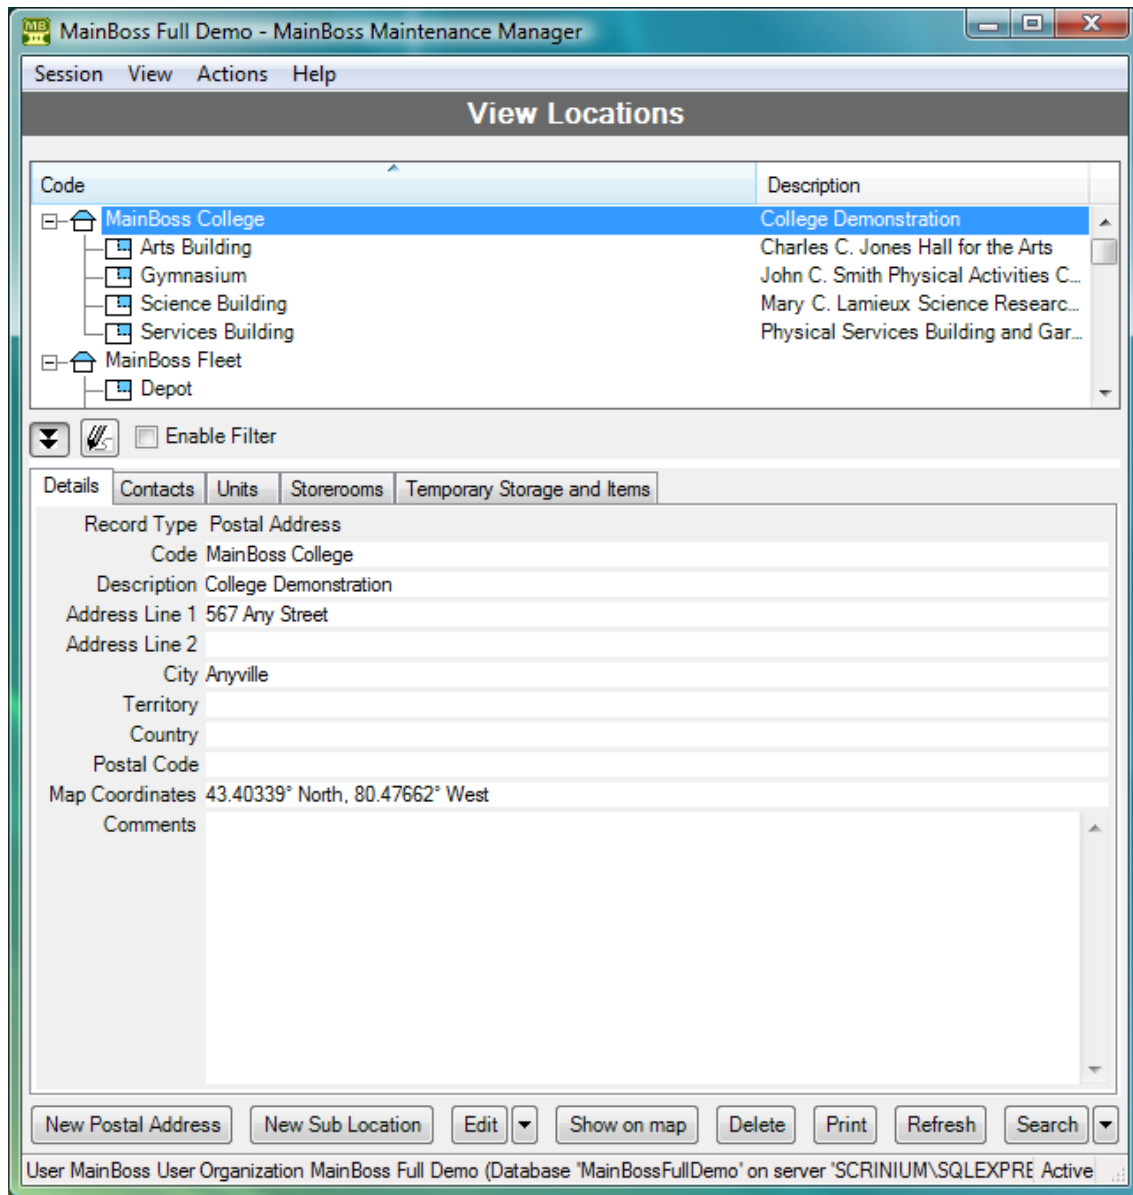 MB
MainBoss Full Demo - MainBoss Maintenance Manager
Session View Actions Help
View Locations
Code Description
MainBoss College College Demonstration
Arts Building Charles C. Jones Hall for the Arts
Gymnasium John C. Smith Physical Activities C...
Science Building Mary C. Lamieux Science Researc...
Services Building Physical Services Building and Gar...
MainBoss Fleet
Depot
Enable Filter
Details Contacts Units Storerooms Temporary Storage and Items
Record Type Postal Address
Code MainBoss College
Description College Demonstration
Address Line 1 567 Any Street
Address Line 2
City Anyville
Territory
Country
Postal Code
Map Coordinates 43.40339° North, 80.47662° West
Comments
New Postal Address New Sub Location Edit Show on map Delete Print Refresh Search
User MainBoss User Organization MainBoss Full Demo (Database 'MainBossFullDemo' on server 'SCRINIUM\SQLEXPRE Active